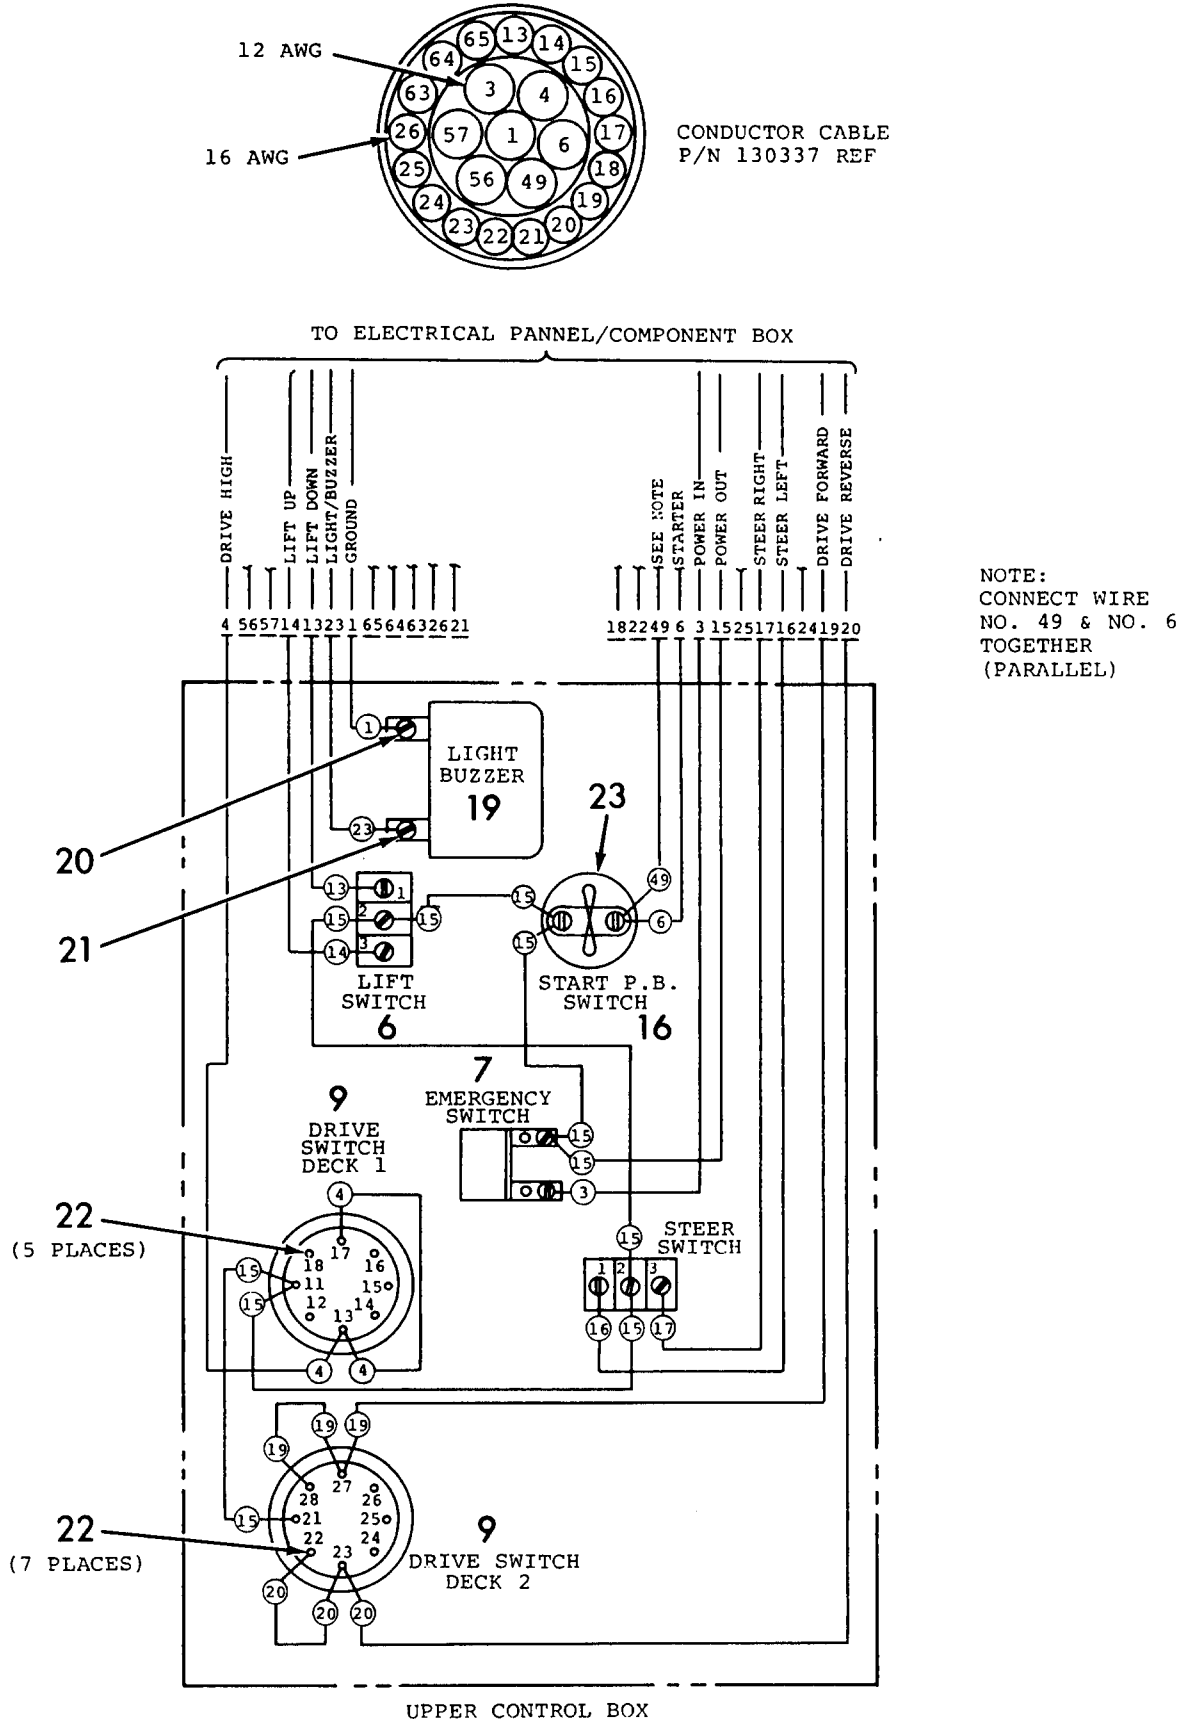 65 13 14
12 AWG
64 15
63 3 4 16
26 57 1 6 17
CONDUCTOR CABLE
P/N 130337 REF
16 AWG
25 56 49 18
24 19
23 22 21 20
TO ELECTRICAL PANNEL/COMPONENT BOX
DRIVE HIGH
LIFT UP
LIFT DOWN
LIGHT/BUZZER
GROUND
SEE NOTE
STARTER
POWER IN
POWER OUT
STEER RIGHT
STEER LEFT
DRIVE FORWARD
DRIVE REVERSE
4 56 57 14 13 23 1 65 64 63 26 21
18 22 49 6 3 15 25 17 16 24 19 20
NOTE:
CONNECT WIRE
NO. 49 & NO. 6
TOGETHER
(PARALLEL)
1
LIGHT
BUZZER
19
23
20
21
23
13 1
15 2 15
14 3
LIFT
SWITCH
6
15
15
49
6
START P.B.
SWITCH
16
7
EMERGENCY
SWITCH
15
15
3
9
DRIVE
SWITCH
DECK 1
4
22
(5 PLACES)
17
18 16
15 11 15
15 12 14
13
4 4
STEER
SWITCH
15
1 2 3
16 15 17
19 19
19
27
28 26
15 21 25
22 24
23
22
(7 PLACES)
20
20 20
9
DRIVE SWITCH
DECK 2
UPPER CONTROL BOX